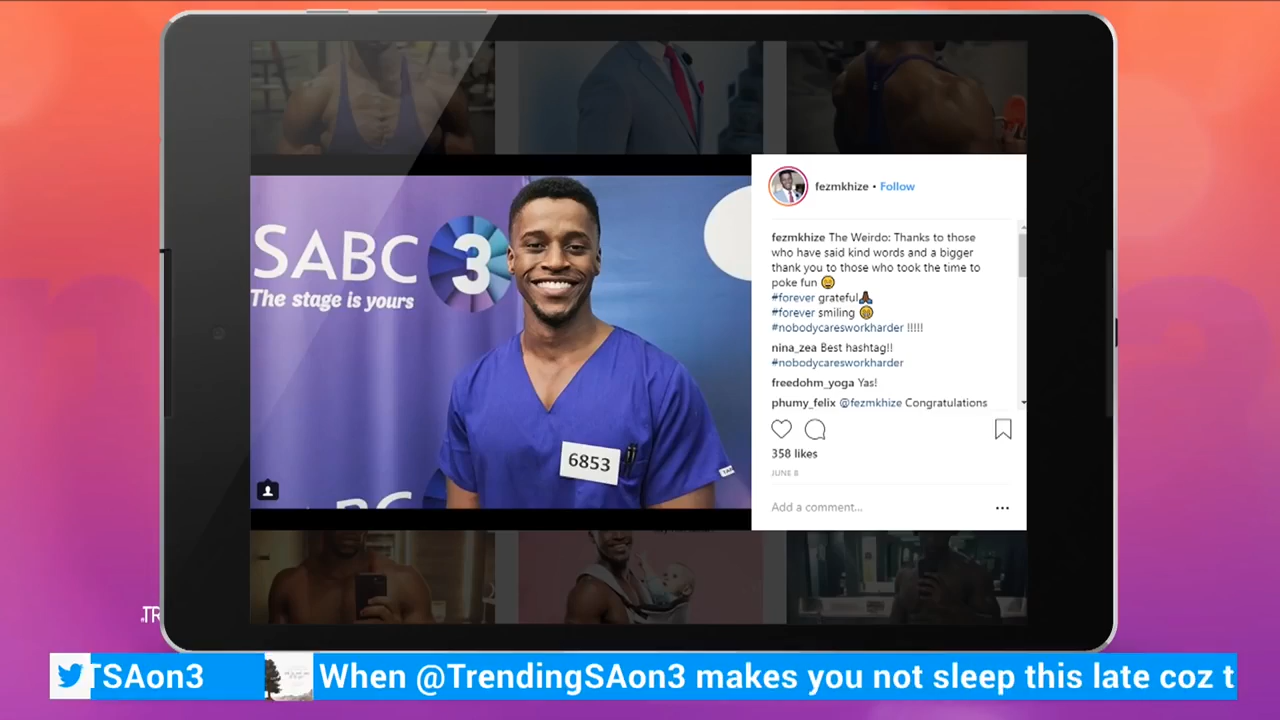 SABC
3
The stage is yours
6853
fezmkhize • Follow
fezmkhize The Weirdo: Thanks to those
who have said kind words and a bigger
thank you to those who took the time to
poke fun
#forever grateful
#forever smiling
#nobodycaresworkharder !!!!!
nina_zea Best hashtag!!
#nobodycaresworkharder
freedohm_yoga Yas!
phumy_felix @fezmkhize Congratulations
358 likes
JUNE 8
Add a comment...
.TR
TSAon3
When @TrendingSAon3 makes you not sleep this late coz t